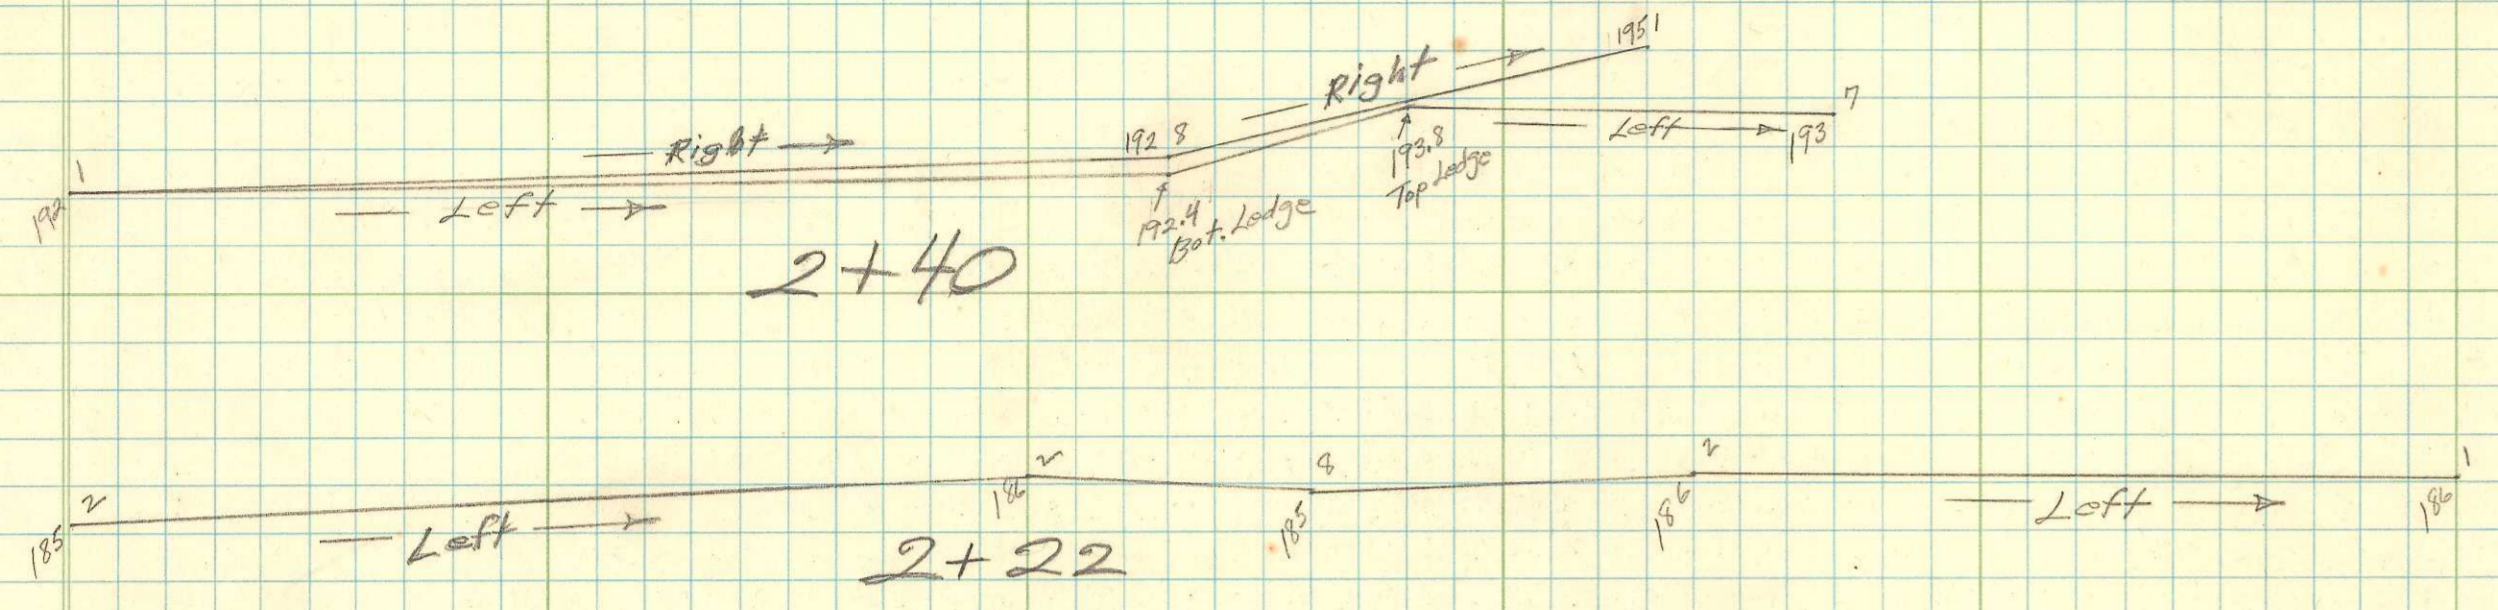 1951
Right
7
Left
193
192 8
193.8
Top Ledge
Right
1
192
Left
192.4
Bot. Ledge
2+40
2
185
Left
2
186
8
185
2
186
Left
1
186
2+22